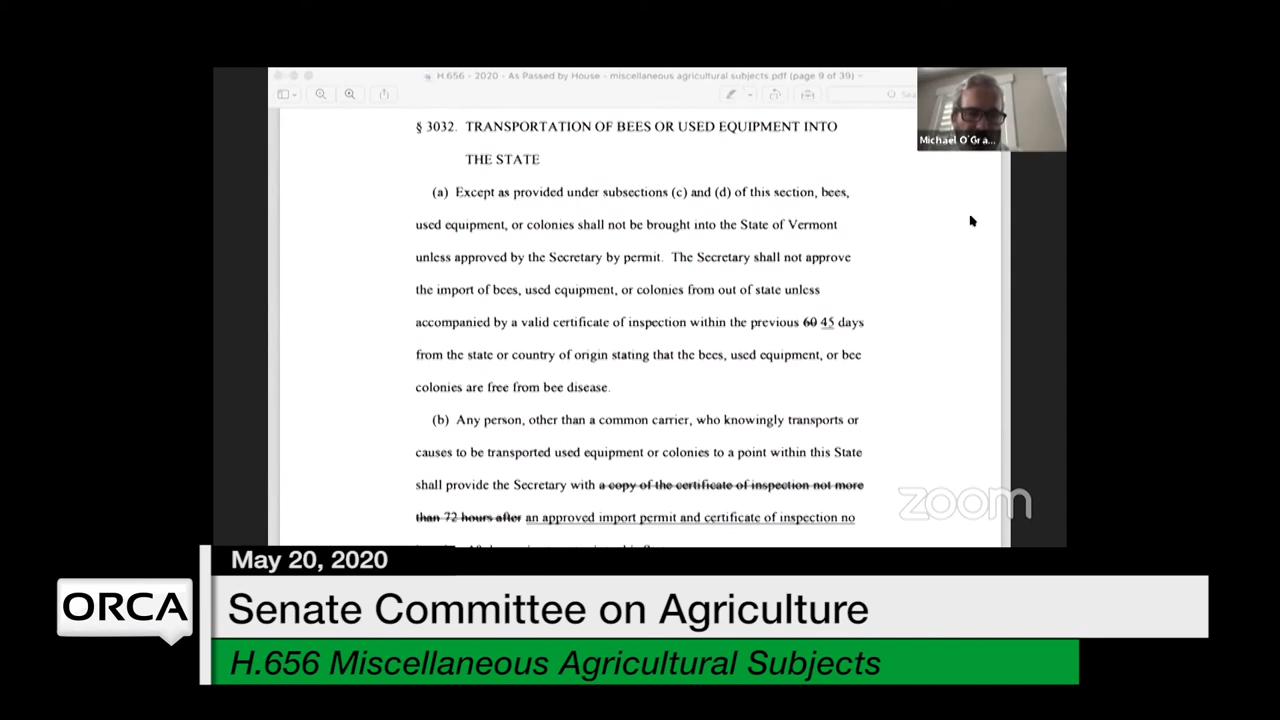 H.656 - 2020 - As Passed by House - miscellaneous agricultural subjects.pdf (page 9 of 39)
§ 3032. TRANSPORTATION OF BEES OR USED EQUIPMENT INTO
THE STATE
(a) Except as provided under subsections (c) and (d) of this section, bees,
used equipment, or colonies shall not be brought into the State of Vermont
unless approved by the Secretary by permit. The Secretary shall not approve
the import of bees, used equipment, or colonies from out of state unless
accompanied by a valid certificate of inspection within the previous 60 45 days
from the state or country of origin stating that the bees, used equipment, or bee
colonies are free from bee disease.
(b) Any person, other than a common carrier, who knowingly transports or
causes to be transported used equipment or colonies to a point within this State
shall provide the Secretary with a copy of the certificate of inspection not more
than 72 hours after an approved import permit and certificate of inspection no
Michael O'Gra...
zoom
May 20, 2020
ORCA
Senate Committee on Agriculture
H.656 Miscellaneous Agricultural Subjects